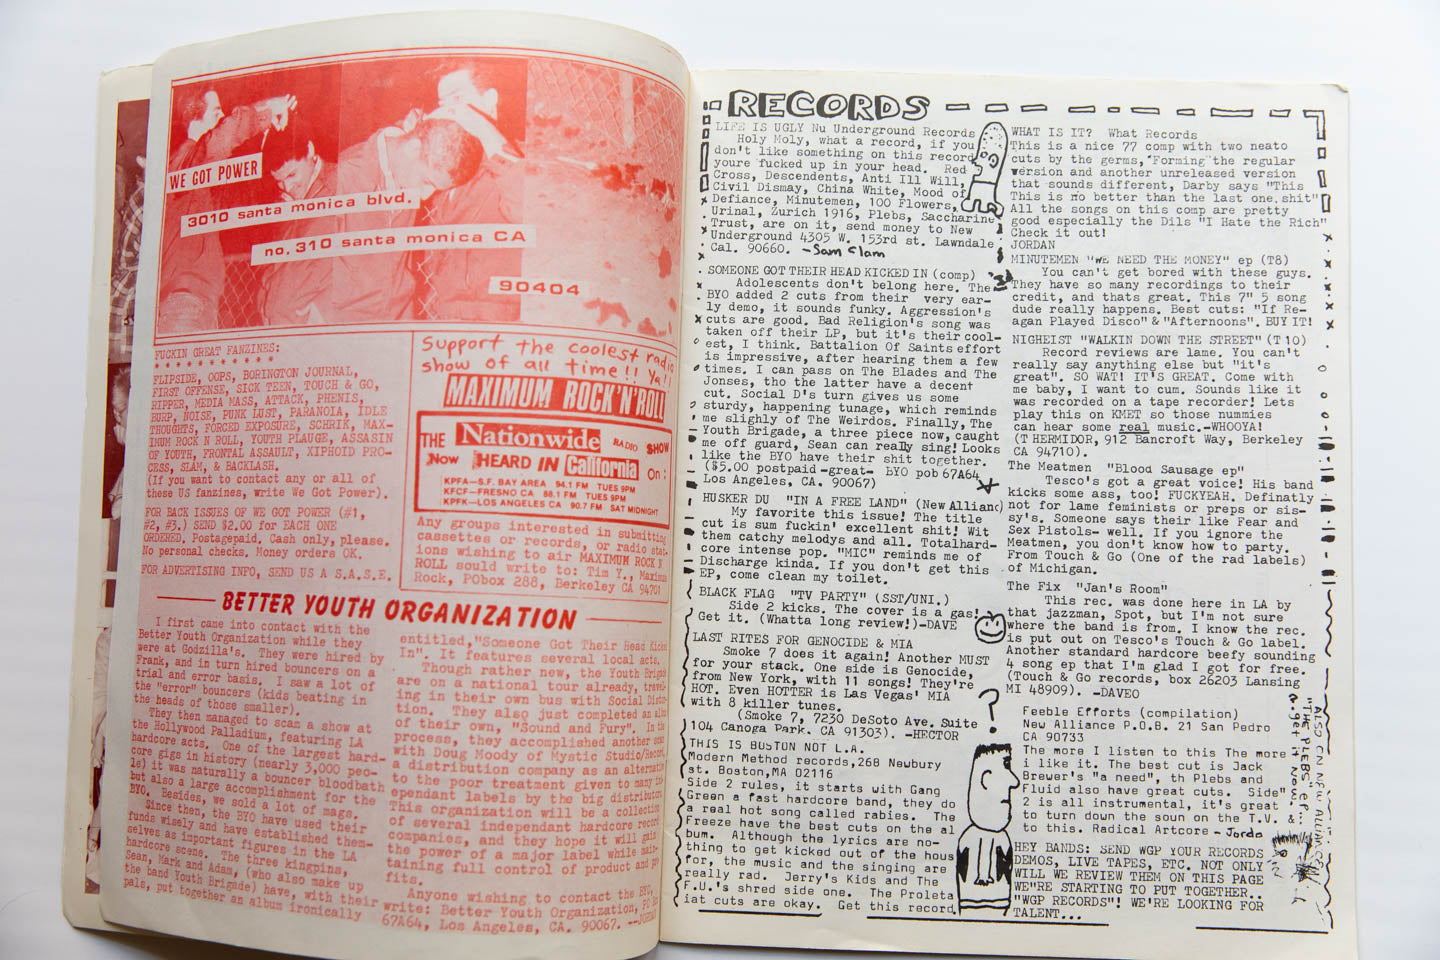 WE GOT POWER
3010 santa monica blvd.
no. 310 santa monica CA
90404
FUCKIN GREAT FANZINES:
* * * * * * * * * * *
FLIPSIDE, OOPS, BORINGTON JOURNAL,
FIRST OFFENSE, SICK TEEN, TOUCH & GO,
RIPPER, MEDIA MASS, ATTACK, PHENIS,
BURP, NOISE, PUNK LUST, PARANOIA, IDLE
THOUGHTS, FORCED EXPOSURE, SCHRIK, MAX-
IMUM ROCK N ROLL, YOUTH PLAUGE, ASSASIN
OF YOUTH, FRONTAL ASSAULT, XIPHOID PRO-
CESS, SLAM, & BACKLASH.
(If you want to contact any or all of
these US fanzines, write We Got Power).
FOR BACK ISSUES OF WE GOT POWER (#1,
#2, #3.) SEND $2.00 for EACH ONE
ORDERED. Postagepaid. Cash only, please.
No personal checks. Money orders OK.
FOR ADVERTISING INFO, SEND US A S.A.S.E.
Support the coolest radio
show of all time!! Ya!!
MAXIMUM ROCK'N'ROLL
THE Nationwide RADIO SHOW
Now HEARD IN California On:
KPFA—S.F. BAY AREA 94.1 FM TUES 9PM
KFCF—FRESNO CA 88.1 FM TUES 9PM
KPFK—LOS ANGELES CA 90.7 FM SAT MIDNIGHT
Any groups interested in submitting
cassettes or records, or radio stat-
ions wishing to air MAXIMUM ROCK N
ROLL sould write to: Tim Y., Maximum
Rock, PObox 288, Berkeley CA 94701
BETTER YOUTH ORGANIZATION
I first came into contact with the
Better Youth Organization while they
were at Godzilla's. They were hired by
Frank, and in turn hired bouncers on a
trial and error basis. I saw a lot of
the "error" bouncers (kids beating in
the heads of those smaller).
They then managed to scam a show at
the Hollywood Palladium, featuring LA
hardcore acts. One of the largest hard-
core gigs in history (nearly 3,000 peo-
ple) it was naturally a bouncer bloodbath
but also a large accomplishment for the
BYO. Besides, we sold a lot of mags.
Since then, the BYO have used their
funds wisely and have established them-
selves as important figures in the LA
hardcore scene. The three kingpins,
Sean, Mark and Adam, (who also make up
the band Youth Brigade) have, with their
pals, put together an album ironically
entitled,"Someone Got Their Head Kicked
In". It features several local acts.
Though rather new, the Youth Brigade
are on a national tour already, travel-
ing in their own bus with Social Distor-
tion. They also just completed an album
of their own, "Sound and Fury". In the
process, they accomplished another scam
with Doug Moody of Mystic Studio/Records,
a distribution company as an alternative
to the poor treatment given to many
ependant labels by the big distributors.
This organization will be a collection
of several independant hardcore record
companies, and they hope it will gain
the power of a major label while main-
taining full control of product and
fits.
Anyone wishing to contact the BYO,
write: Better Youth Organization, PO
67A64, Los Angeles, CA. 90067. --JORDAN
RECORDS
LIFE IS UGLY Nu Underground Records
Holy Moly, what a record, if you
don't like something on this record
youre fucked up in your head. Red
Cross, Descendents, Anti Ill Will,
Civil Dismay, China White, Mood of
Defiance, Minutemen, 100 Flowers,
Urinal, Zurich 1916, Plebs, Saccharine
Trust, are on it, send money to New
Underground 4305 W. 153rd st. Lawndale
Cal. 90660. -Sam Clam
SOMEONE GOT THEIR HEAD KICKED IN (comp)
Adolescents don't belong here. The
BYO added 2 cuts from their very ear-
ly demo, it sounds funky. Aggression's
cuts are good. Bad Religion's song was
taken off their LP, but it's their cool-
est, I think. Battalion Of Saints effort
is impressive, after hearing them a few
times. I can pass on The Blades and The
Jonses, tho the latter have a decent
cut. Social D's turn gives us some
sturdy, happening tunage, which reminds
me slighly of The Weirdos. Finally, The
Youth Brigade, a three piece now, caught
me off guard, Sean can really sing! Looks
like the BYO have their shit together.
($5.00 postpaid -great- BYO pob 67A64
Los Angeles, CA. 90067)
HUSKER DU "IN A FREE LAND" (New Allianc)
My favorite this issue! The title
cut is sum fuckin' excellent shit! Wit
them catchy melodys and all. Totalhard-
core intense pop. "MIC" reminds me of
Discharge kinda. If you don't get this
EP, come clean my toilet.
BLACK FLAG "TV PARTY" (SST/UNI.)
Side 2 kicks. The cover is a gas!
Get it. (Whatta long review!)-DAVE
LAST RITES FOR GENOCIDE & MIA
Smoke 7 does it again! Another MUST
for your stack. One side is Genocide,
from New York, with 11 songs! They're
HOT. Even HOTTER is Las Vegas' MIA
with 8 killer tunes.
(Smoke 7, 7230 DeSoto Ave. Suite
104 Canoga Park. CA 91303). -HECTOR
THIS IS BUSTON NOT L.A.
Modern Method records,268 Newbury
st. Boston,MA 02116
Side 2 rules, it starts with Gang
Green a fast hardcore band, they do
a real hot song called rabies. The
Freeze have the best cuts on the al
bum. Although the lyrics are no-
thing to get kicked out of the hous
for, the music and the singing are
really rad. Jerry's Kids and The
F.U.'s shred side one. The Proleta
iat cuts are okay. Get this record
WHAT IS IT? What Records
This is a nice 77 comp with two neato
cuts by the germs, "Forming" the regular
version and another unreleased version
that sounds different, Darby says "This
This is no better than the last one.shit"
All the songs on this comp are pretty
good especially the Dils "I Hate the Rich"
Check it out!
JORDAN
MINUTEMEN "WE NEED THE MONEY" ep (T8)
You can't get bored with these guys.
They have so many recordings to their
credit, and thats great. This 7" 5 song
dude really happens. Best cuts: "If Re-
agan Played Disco" & "Afternoons". BUY IT!
NIGHEIST "WALKIN DOWN THE STREET" (T 10)
Record reviews are lame. You can't
really say anything else but "it's
great". SO WAT! IT'S GREAT. Come with
me baby, I want to cum. Sounds like it
was recorded on a tape recorder! Lets
play this on KMET so those nummies
can hear some real music.-WHOOYA!
(T HERMIDOR, 912 Bancroft Way, Berkeley
CA 94710).
The Meatmen "Blood Sausage ep"
Tesco's got a great voice! His band
kicks some ass, too! FUCKYEAH. Definatly
not for lame feminists or preps or sis-
sy's. Someone says their like Fear and
Sex Pistols- well. If you ignore the
Meatmen, you don't know how to party.
From Touch & Go (One of the rad labels)
of Michigan.
The Fix "Jan's Room"
This rec. was done here in LA by
that jazzman, Spot, but I'm not sure
where the band is from. I know the rec.
is put out on Tesco's Touch & Go label.
Another standard hardcore beefy sounding
4 song ep that I'm glad I got for free.
(Touch & Go records, box 26203 Lansing
MI 48909). -DAVEO
Feeble Efforts (compilation)
New Alliance P.O.B. 21 San Pedro
CA 90733
The more I listen to this The more
i like it. The best cut is Jack
Brewer's "a need", th Plebs and
Fluid also have great cuts. Side"
2 is all instrumental, it's great
to turn down the soun on the T.V. &
to this. Radical Artcore - Jordo
HEY BANDS: SEND WGP YOUR RECORDS
DEMOS, LIVE TAPES, ETC. NOT ONLY
WILL WE REVIEW THEM ON THIS PAGE
WE"RE STARTING TO PUT TOGETHER..
"WGP RECORDS"! WE'RE LOOKING FOR
TALENT...
ALSO ON NEW ALLIANCE
"THE PLEBS" e.p.
get it now.